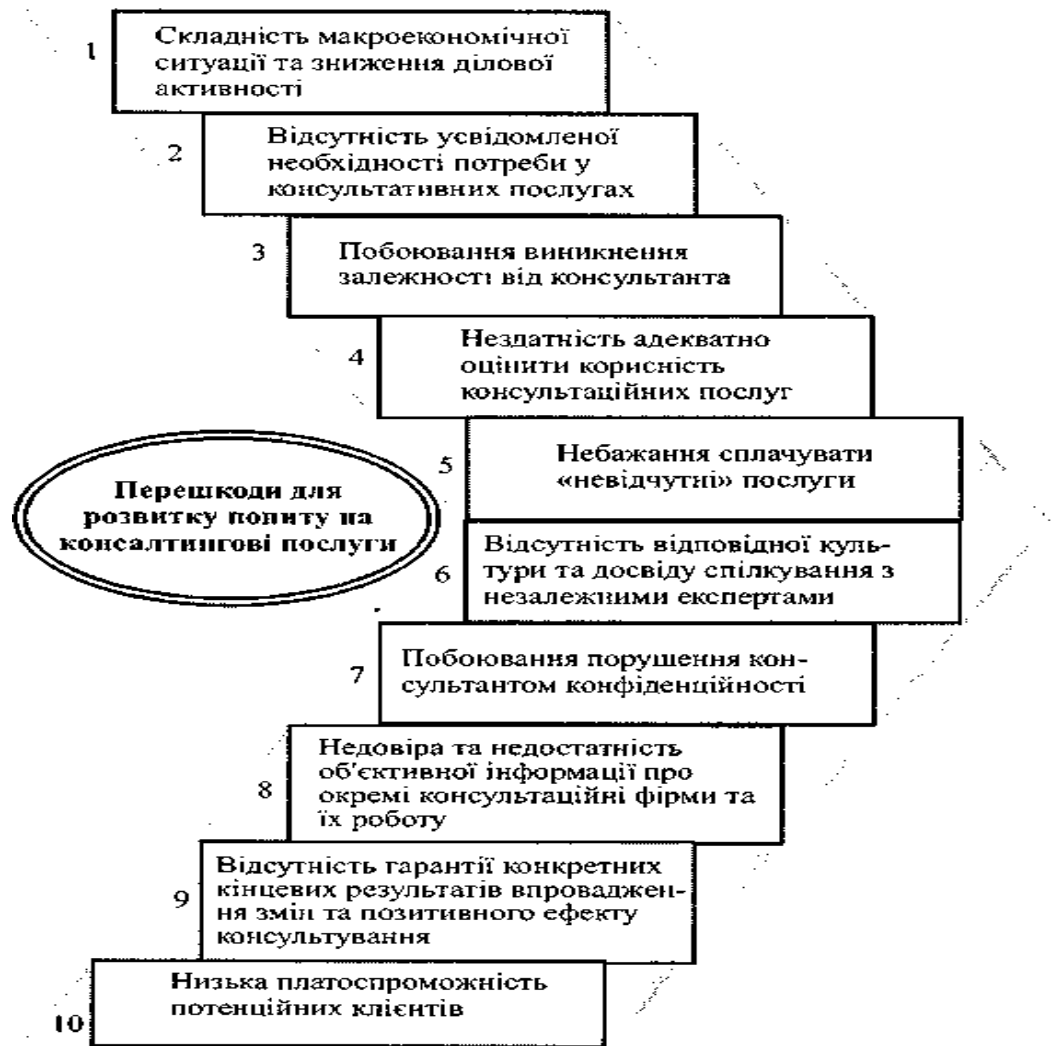 1
Складність макроекономічної
ситуації та зниження ділової
активності
2
Відсутність усвідомленої
необхідності потреби у
консультативних послугах
3
Побоювання виникнення
залежності від консультанта
4
Нездатність адекватно
оцінити корисність
консультаційних послуг
5
Небажання сплачувати
«невідчутні» послуги
Перешкоди для
розвитку попиту на
консалтингові послуги
6
Відсутність відповідної куль-
тури та досвіду спілкування з
незалежними експертами
7
Побоювання порушення кон-
сультантом конфіденційності
8
Недовіра та недостатність
об'єктивної інформації про
окремі консультаційні фірми та
їх роботу
9
Відсутність гарантії конкретних
кінцевих результатів впроваджен-
ня змін та позитивного ефекту
консультування
10
Низька платоспроможність
потенційних клієнтів